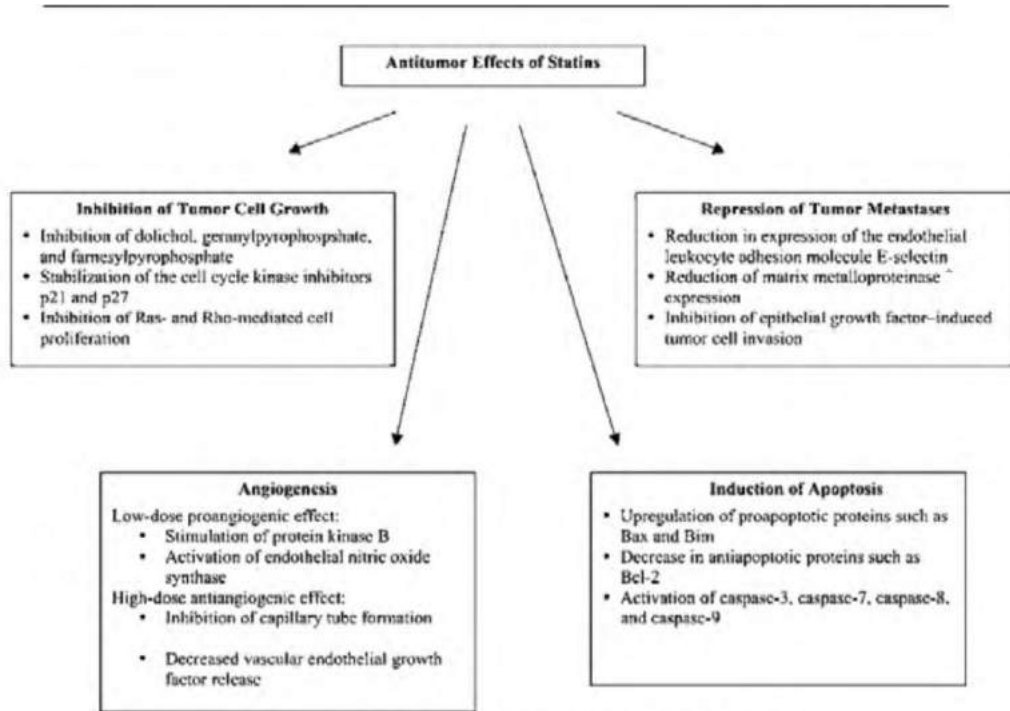 Antitumor Effects of Statins
Inhibition of Tumor Cell Growth
• Inhibition of dolichol, geranylpyrophospshate,
and farnesylpyrophosphate
• Stabilization of the cell cycle kinase inhibitors
p21 and p27
• Inhibition of Ras- and Rho-mediated cell
proliferation
Repression of Tumor Metastases
• Reduction in expression of the endothelial
leukocyte adhesion molecule E-selectin
• Reduction of matrix metalloproteinase
expression
• Inhibition of epithelial growth factor–induced
tumor cell invasion
Angiogenesis
Low-dose proangiogenic effect:
• Stimulation of protein kinase B
• Activation of endothelial nitric oxide
synthase
High-dose antiangiogenic effect:
• Inhibition of capillary tube formation
• Decreased vascular endothelial growth
factor release
Induction of Apoptosis
• Upregulation of proapoptotic proteins such as
Bax and Bim
• Decrease in antiapoptotic proteins such as
Bcl-2
• Activation of caspase-3, caspase-7, caspase-8,
and caspase-9